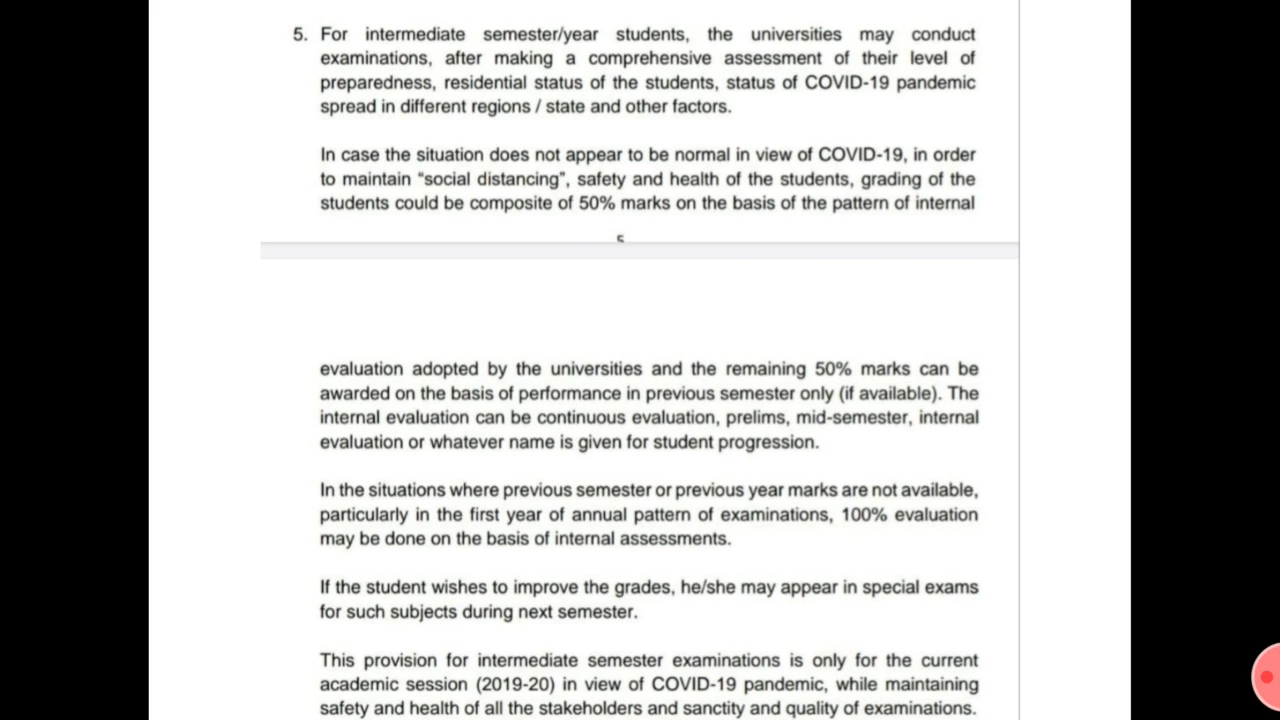 5. For intermediate semester/year students, the universities may conduct
examinations, after making a comprehensive assessment of their level of
preparedness, residential status of the students, status of COVID-19 pandemic
spread in different regions / state and other factors.
In case the situation does not appear to be normal in view of COVID-19, in order
to maintain “social distancing”, safety and health of the students, grading of the
students could be composite of 50% marks on the basis of the pattern of internal
5
evaluation adopted by the universities and the remaining 50% marks can be
awarded on the basis of performance in previous semester only (if available). The
internal evaluation can be continuous evaluation, prelims, mid-semester, internal
evaluation or whatever name is given for student progression.
In the situations where previous semester or previous year marks are not available,
particularly in the first year of annual pattern of examinations, 100% evaluation
may be done on the basis of internal assessments.
If the student wishes to improve the grades, he/she may appear in special exams
for such subjects during next semester.
This provision for intermediate semester examinations is only for the current
academic session (2019-20) in view of COVID-19 pandemic, while maintaining
safety and health of all the stakeholders and sanctity and quality of examinations.